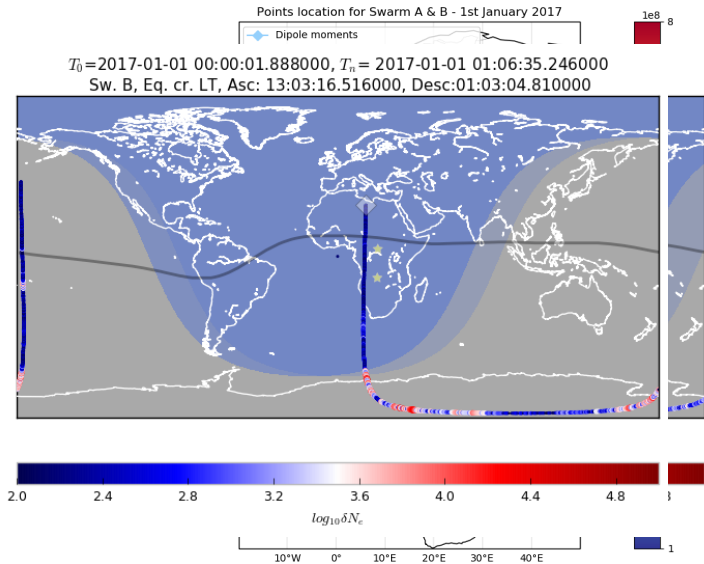 Points location for Swarm A & B - 1st January 2017
1e8
8
Dipole moments
T₀=2017-01-01 00:00:01.888000, Tₙ= 2017-01-01 01:06:35.246000
Sw. B, Eq. cr. LT, Asc: 13:03:16.516000, Desc:01:03:04.810000
2.0 2.4 2.8 3.2 3.6 4.0 4.4 4.8
log₁₀δNₑ
1
10°W 0° 10°E 20°E 30°E 40°E